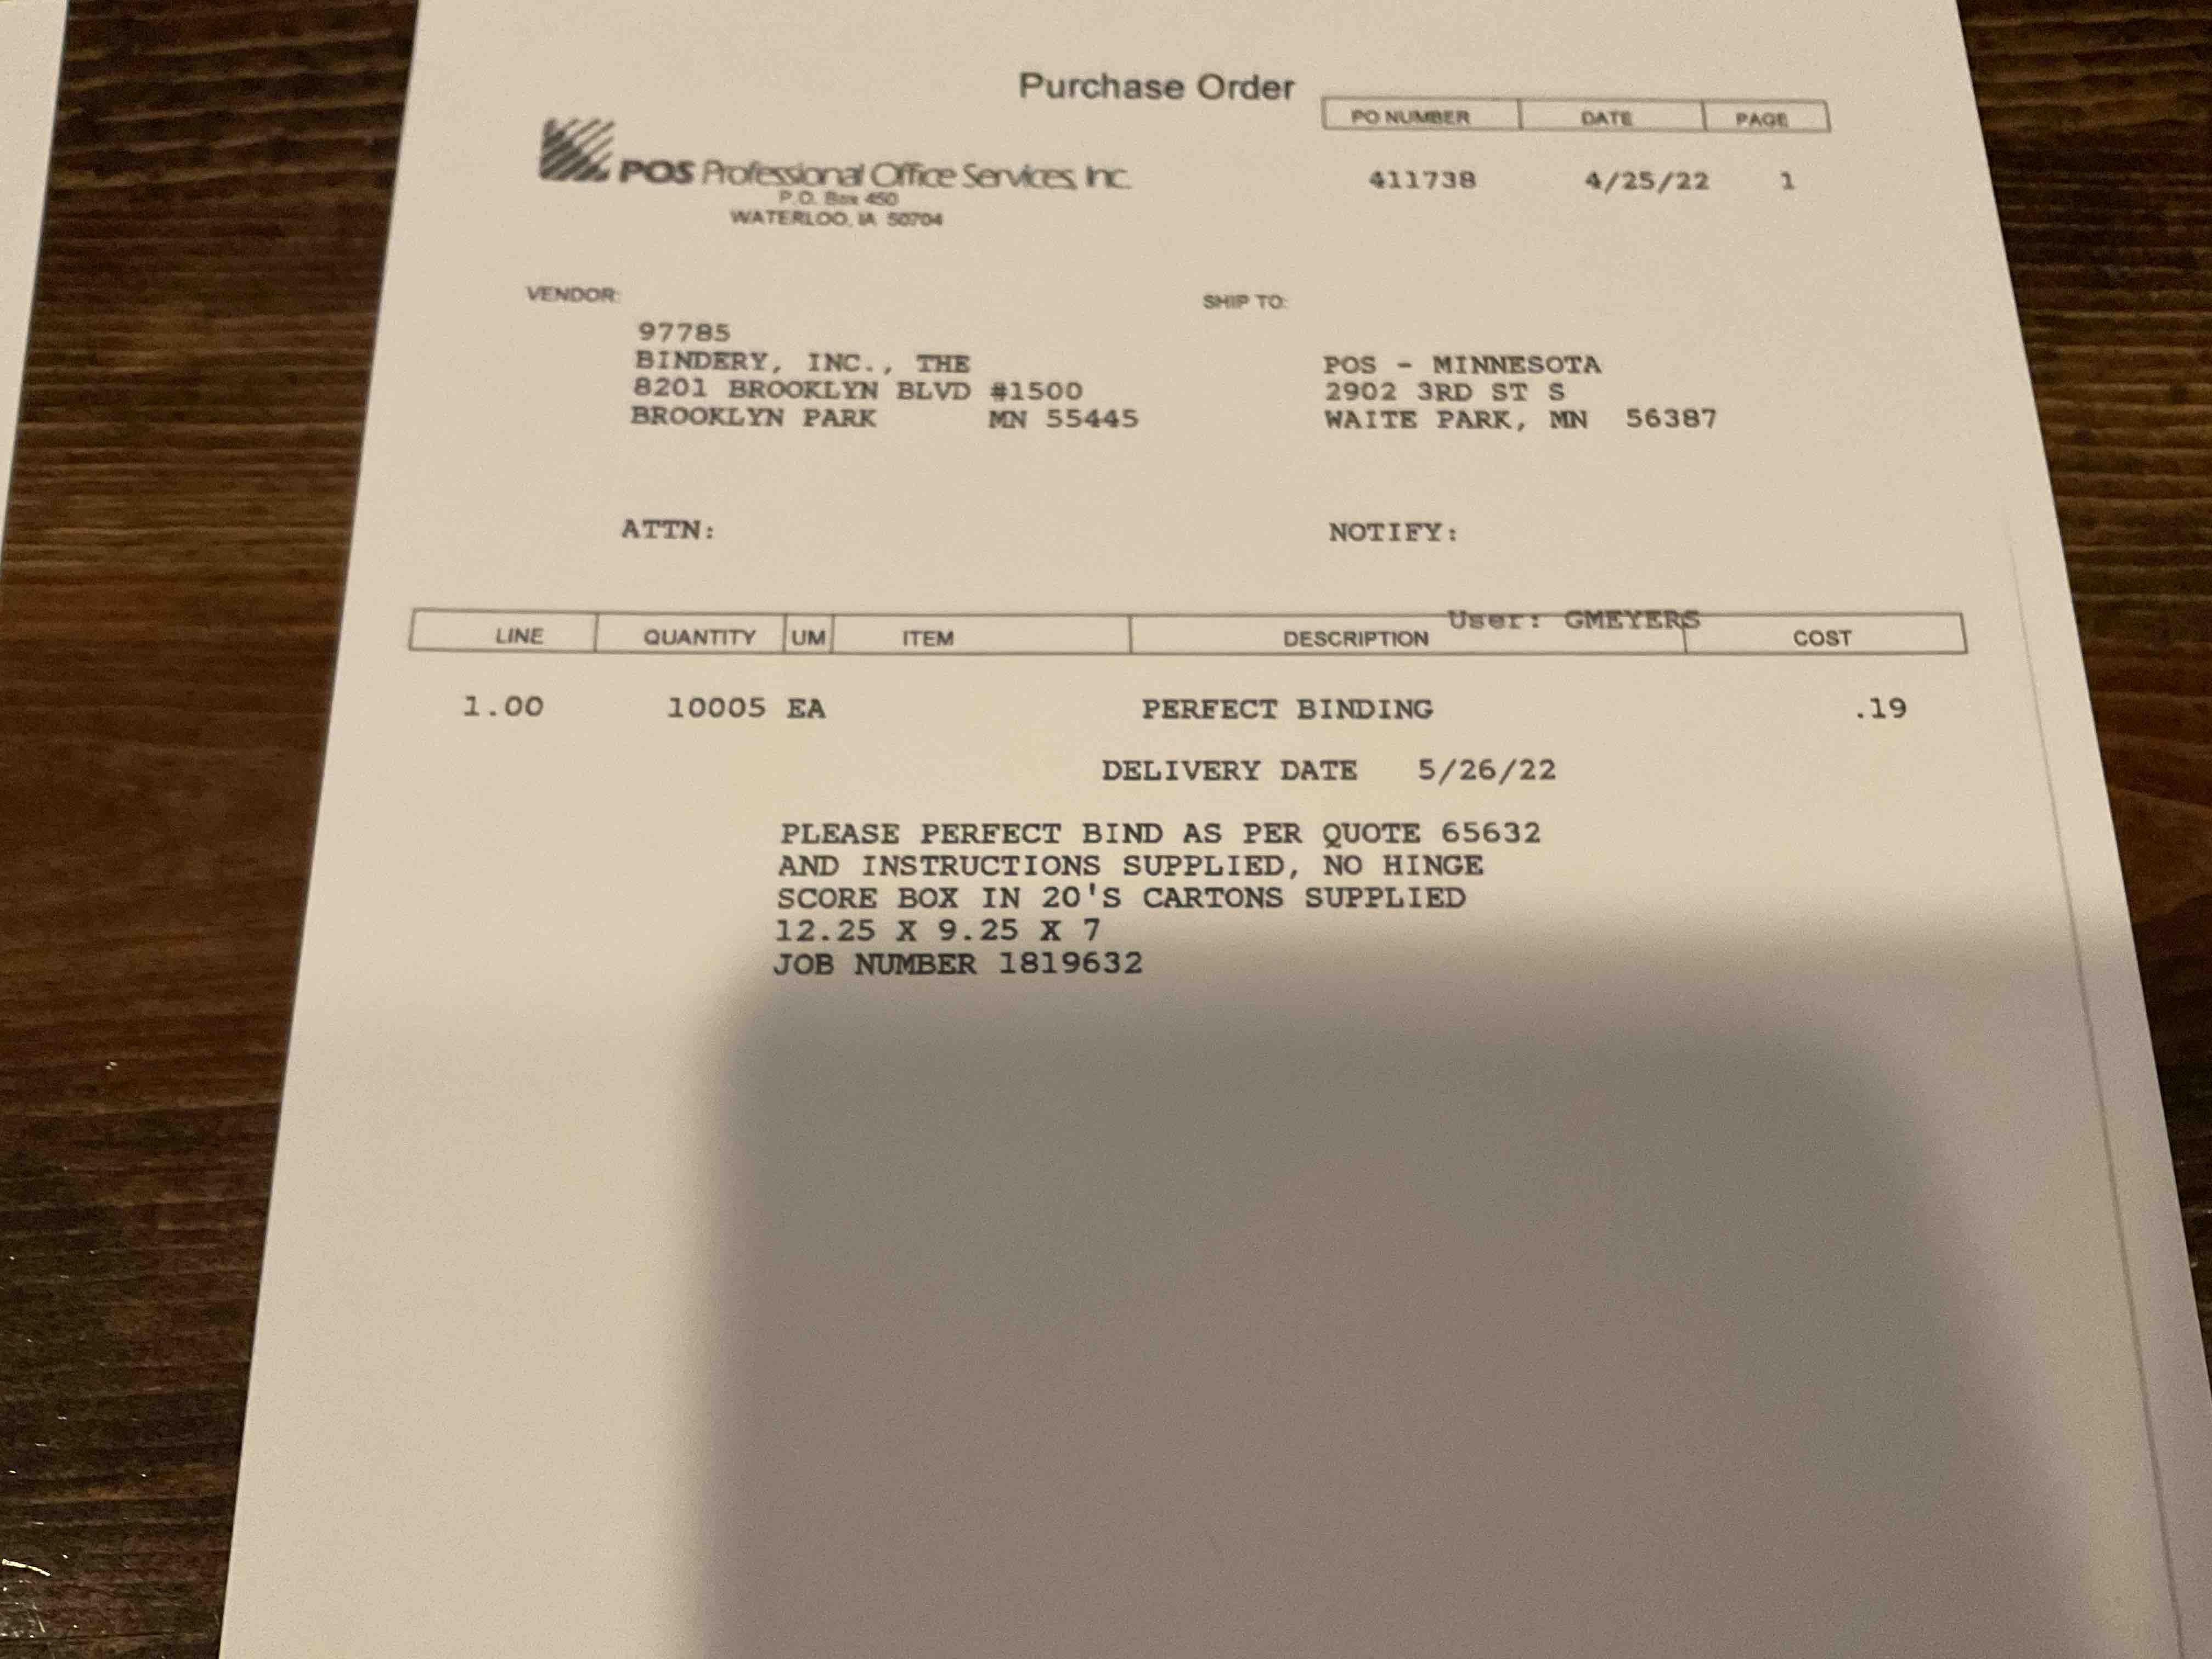 Purchase Order
PO NUMBER DATE PAGE
POS Professional Office Services, Inc.
P.O. Box 450
WATERLOO, IA 50704
411738 4/25/22 1
VENDOR:
97785
BINDERY, INC., THE
8201 BROOKLYN BLVD #1500
BROOKLYN PARK MN 55445
SHIP TO:
POS - MINNESOTA
2902 3RD ST S
WAITE PARK, MN 56387
ATTN: NOTIFY:
User: GMEYERS
LINE QUANTITY UM ITEM DESCRIPTION COST
1.00 10005 EA PERFECT BINDING .19
DELIVERY DATE 5/26/22
PLEASE PERFECT BIND AS PER QUOTE 65632
AND INSTRUCTIONS SUPPLIED, NO HINGE
SCORE BOX IN 20'S CARTONS SUPPLIED
12.25 X 9.25 X 7
JOB NUMBER 1819632